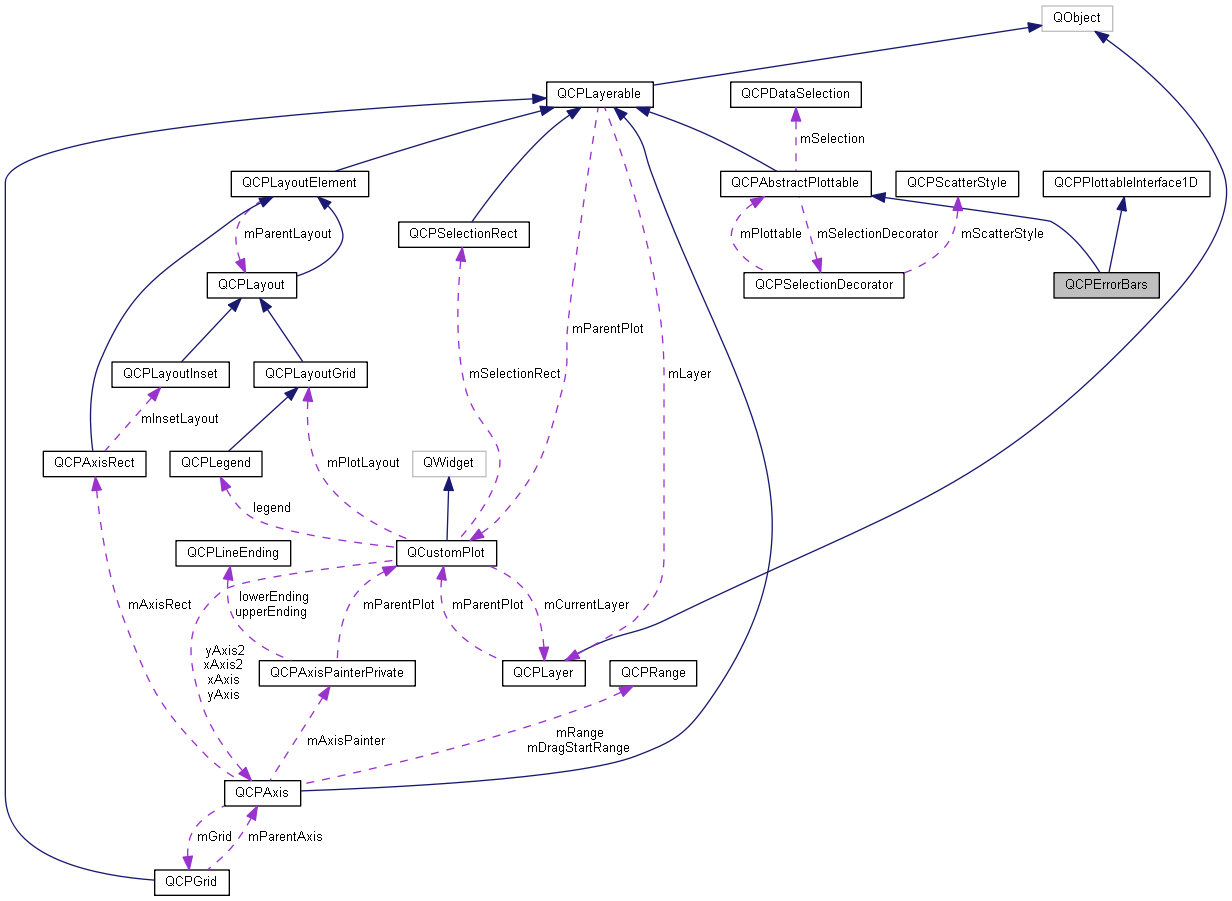 QObject
QCPLayerable
QCPDataSelection
mSelection
QCPLayoutElement
QCPAbstractPlottable
QCPScatterStyle
QCPPlottableInterface1D
mParentLayout
QCPSelectionRect
mPlottable
mSelectionDecorator
mScatterStyle
QCPLayout
QCPSelectionDecorator
QCPErrorBars
mParentPlot
QCPLayoutInset
QCPLayoutGrid
mSelectionRect
mLayer
mInsetLayout
QCPAxisRect
QCPLegend
mPlotLayout
QWidget
legend
QCPLineEnding
QCustomPlot
mAxisRect
lowerEnding
upperEnding
mParentPlot
mParentPlot
mCurrentLayer
yAxis2
xAxis2
xAxis
yAxis
QCPAxisPainterPrivate
QCPLayer
QCPRange
mAxisPainter
mRange
mDragStartRange
QCPAxis
mGrid
mParentAxis
QCPGrid